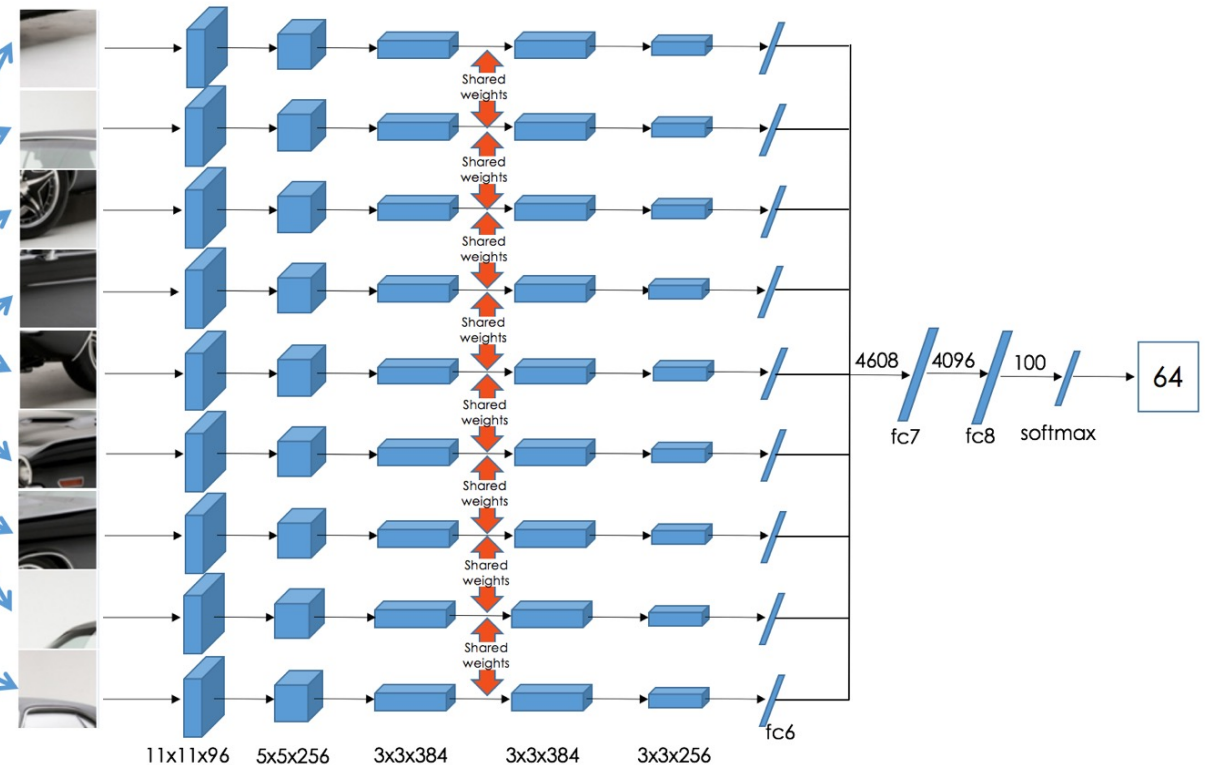 Shared
weights
Shared
weights
Shared
weights
Shared
weights
Shared
weights
Shared
weights
Shared
weights
Shared
weights
4608
4096
100
64
fc7
fc8
softmax
fc6
11x11x96
5x5x256
3x3x384
3x3x384
3x3x256